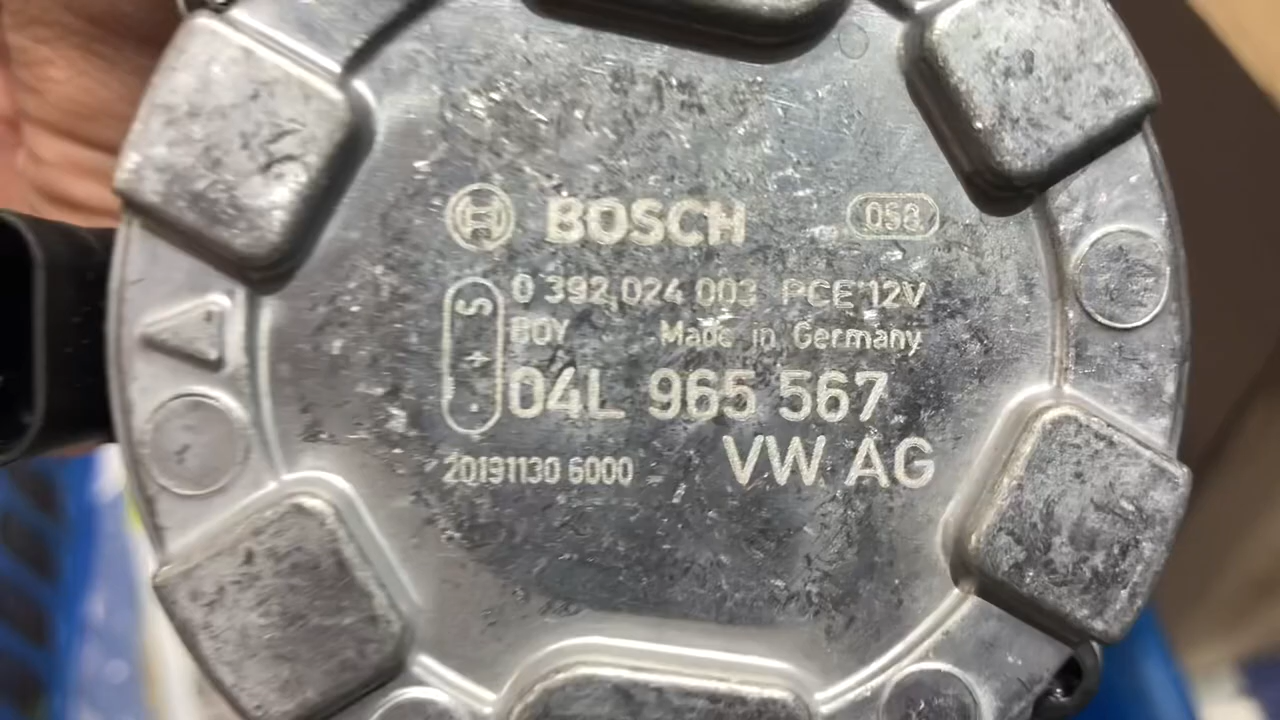 BOSCH 058
0 392 024 003 PCE 12V
BOY Made in Germany
S + -
04L 965 567
VW AG
20191130 6000